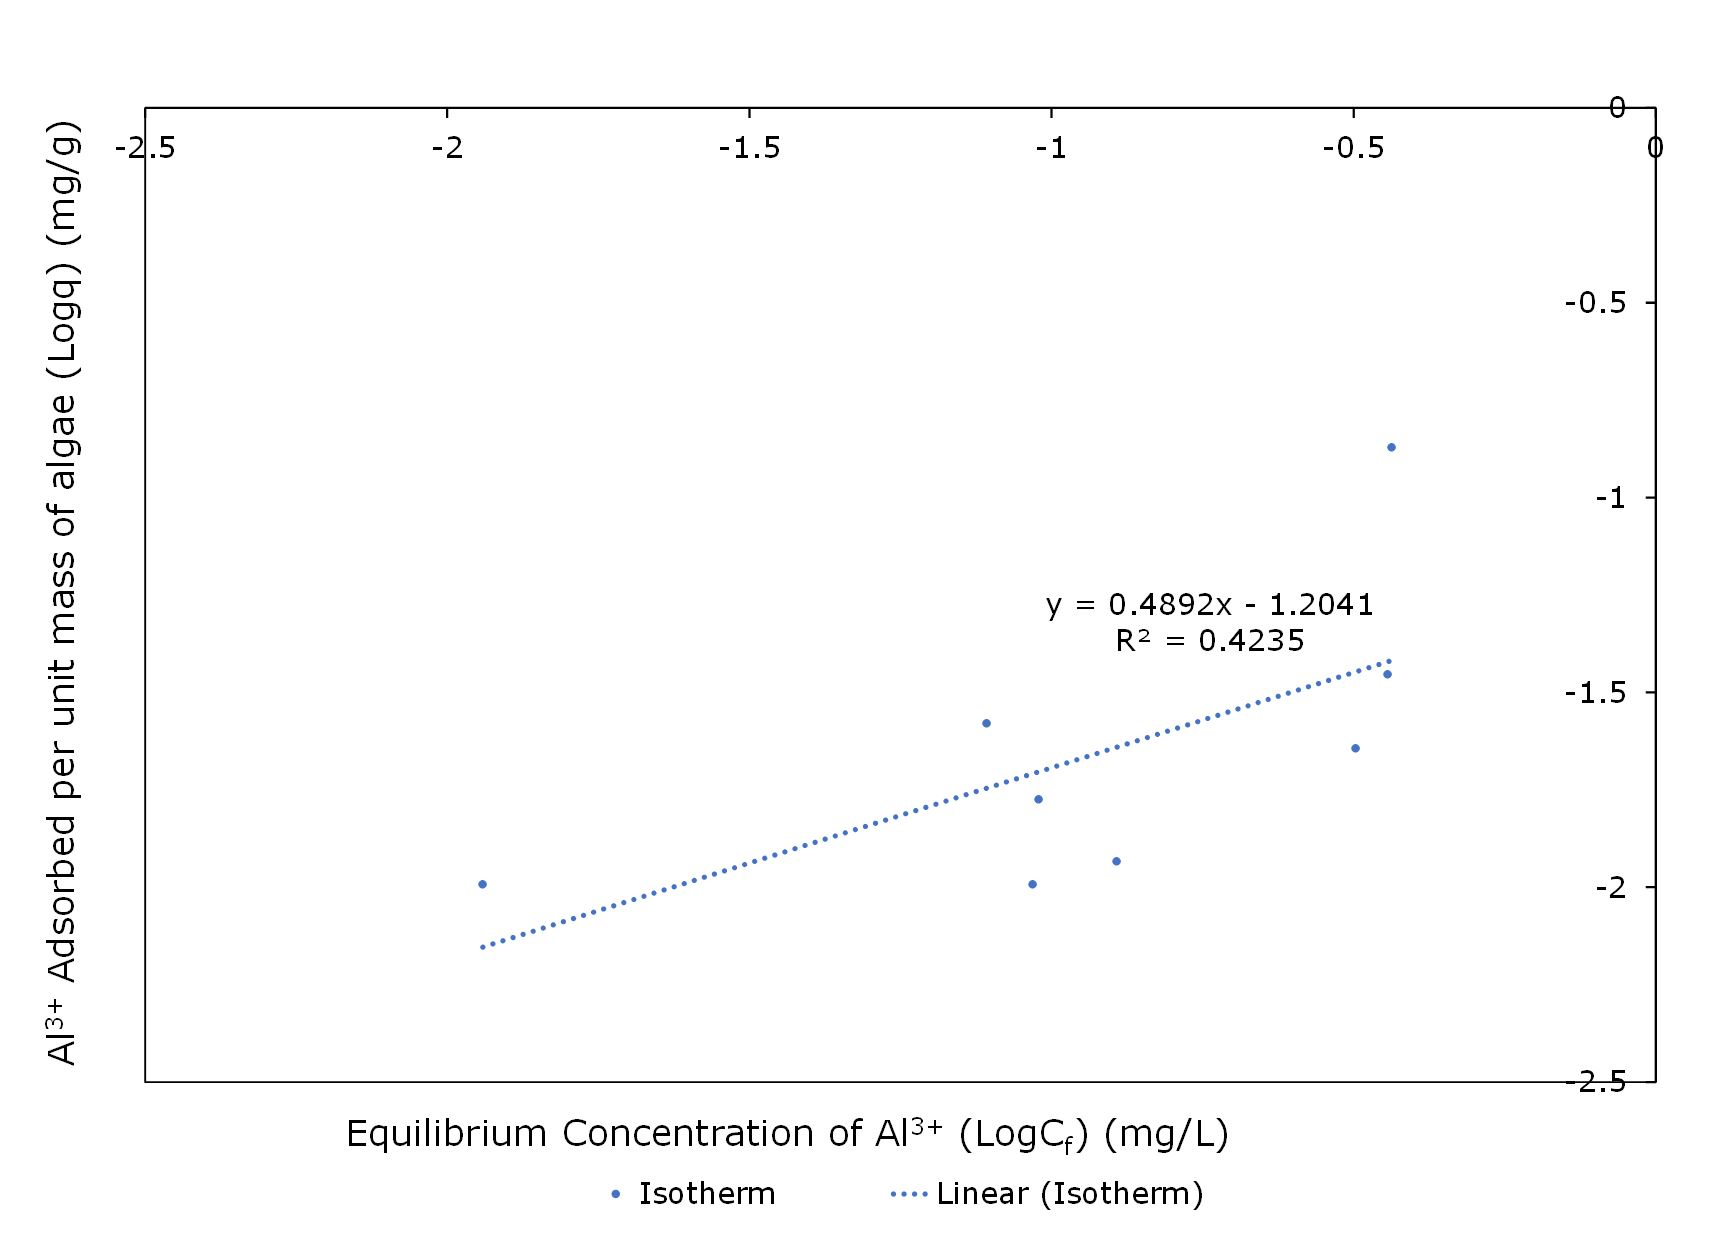 0
-2.5 -2 -1.5 -1 -0.5 0
-0.5
-1
y = 0.4892x - 1.2041
R² = 0.4235
-1.5
-2
-2.5
Al³⁺ Adsorbed per unit mass of algae (Logq) (mg/g)
Equilibrium Concentration of Al³⁺ (LogCf) (mg/L)
Isotherm Linear (Isotherm)